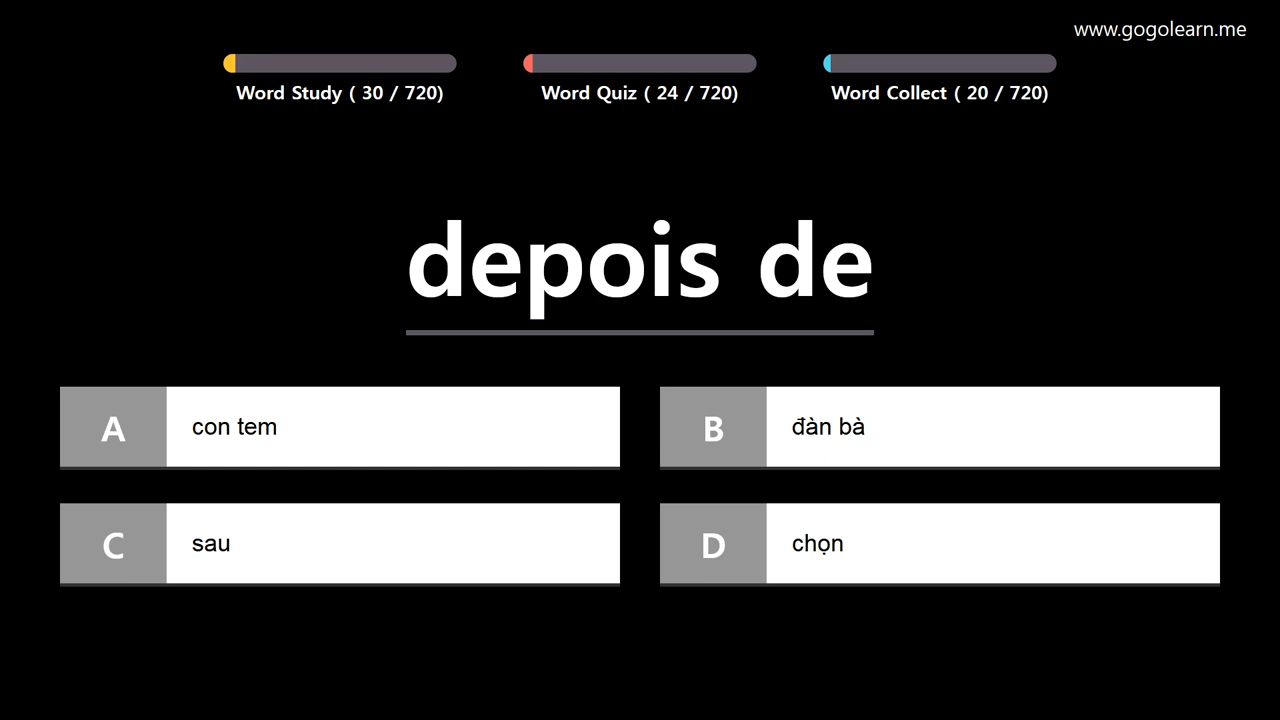 www.gogolearn.me
Word Study ( 30 / 720)
Word Quiz ( 24 / 720)
Word Collect ( 20 / 720)
depois de
A con tem
B đàn bà
C sau
D chọn